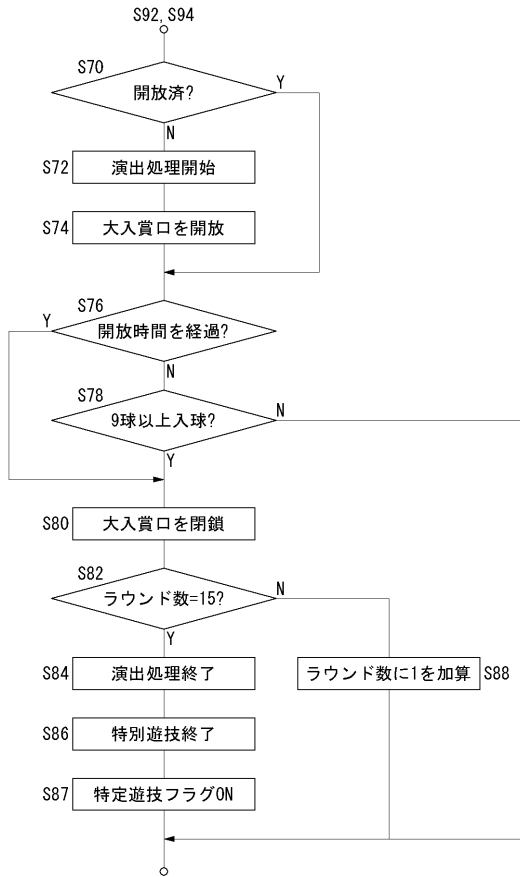 S92, S94
S70
開放済?
Y
N
S72
演出処理開始
S74
大入賞口を開放
S76
Y
開放時間を経過?
N
S78
9球以上入球?
N
Y
S80
大入賞口を閉鎖
S82
ラウンド数=15?
N
Y
S84
演出処理終了
ラウンド数に1を加算
S88
S86
特別遊技終了
S87
特定遊技フラグON